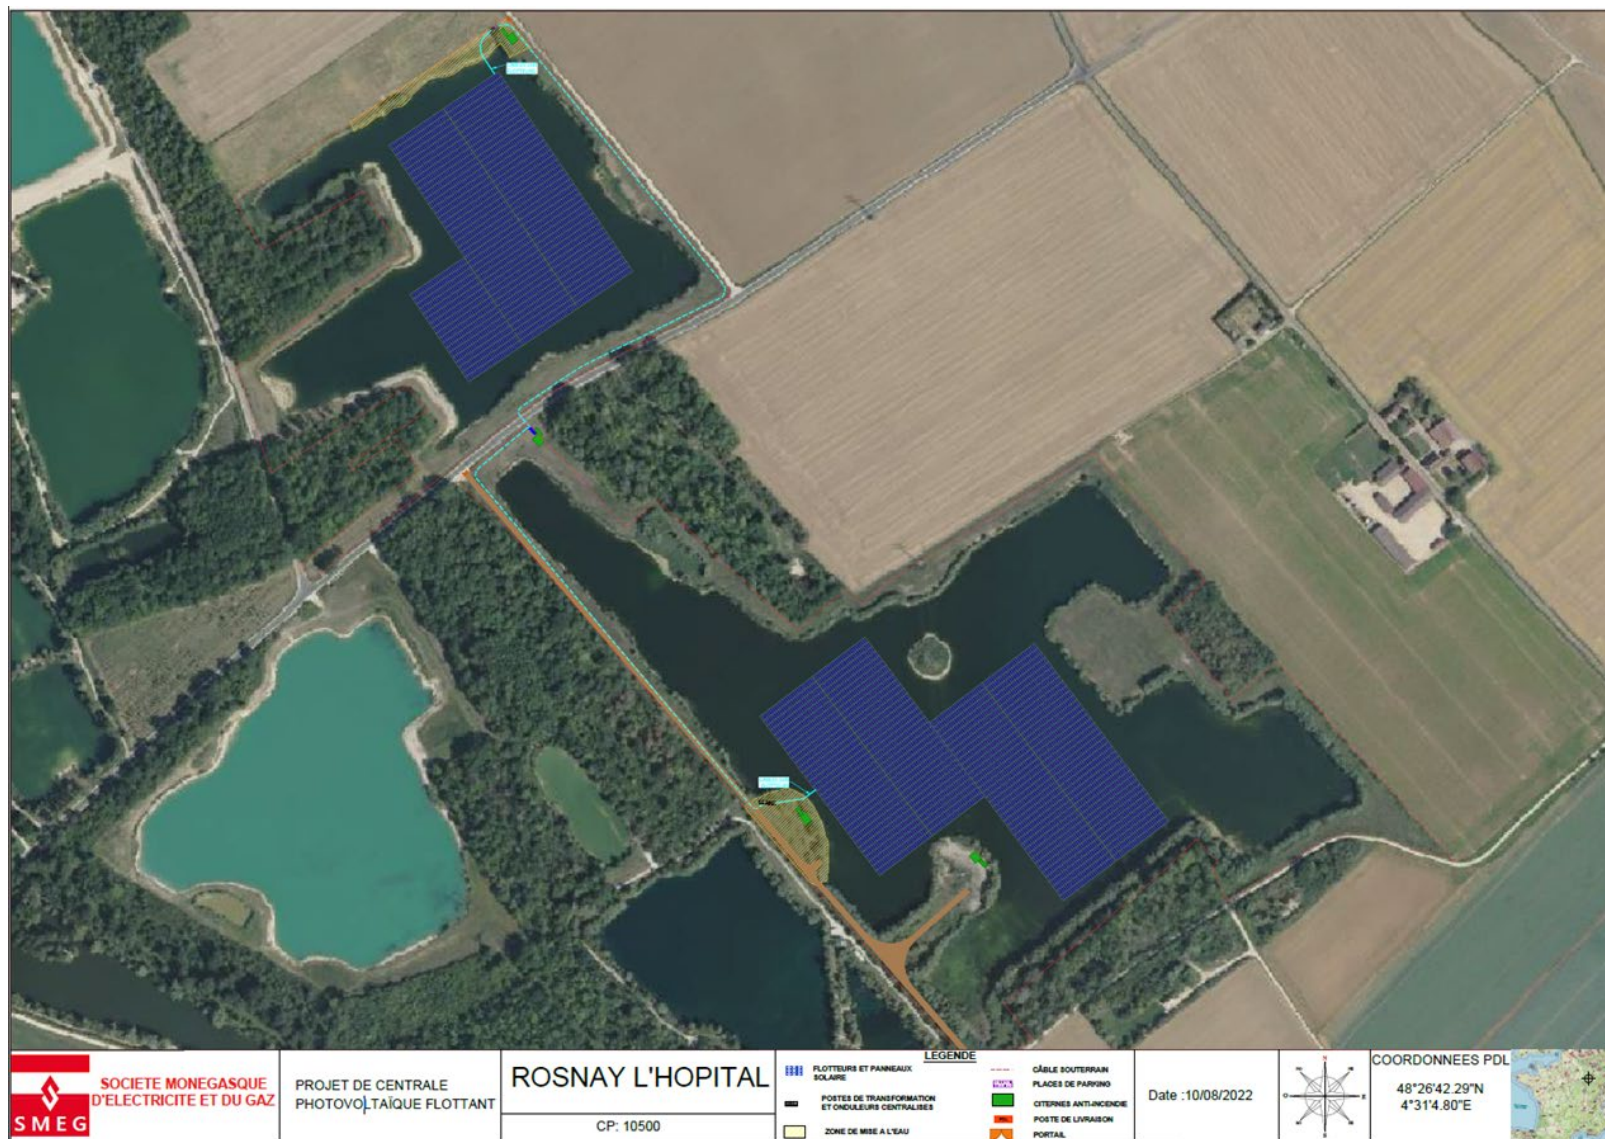 SMEG
SOCIETE MONEGASQUE
D'ELECTRICITE ET DU GAZ
PROJET DE CENTRALE
PHOTOVOLTAÏQUE FLOTTANT
ROSNAY L'HOPITAL
CP: 10500
LEGENDE
FLOTTEURS ET PANNEAUX
SOLAIRE
POSTES DE TRANSFORMATION
ET ONDULEURS CENTRALISES
ZONE DE MISE A L'EAU
CÂBLE SOUTERRAIN
PLACES DE PARKING
CITERNES ANTI-INCENDIE
POSTE DE LIVRAISON
PORTAIL
Date :10/08/2022
N
O
E
S
COORDONNEES PDL
48°26'42.29"N
4°31'4.80"E